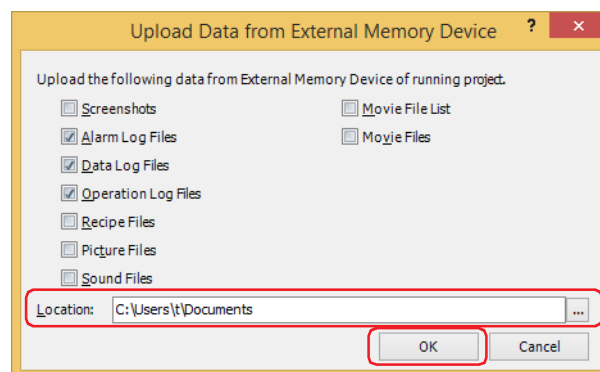 Upload Data from External Memory Device ? ×
Upload the following data from External Memory Device of running project.
Screenshots
Alarm Log Files
Data Log Files
Operation Log Files
Recipe Files
Picture Files
Sound Files
Movie File List
Movie Files
Location: C:\Users\t\Documents ...
OK Cancel